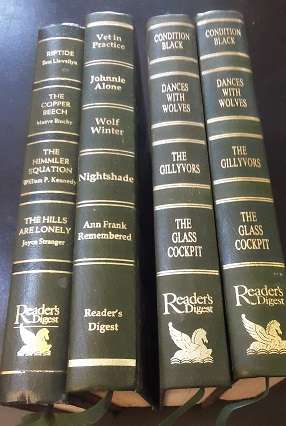 RIPTIDE
Ben Llewellyn
THE
COPPER
BEECH
Maeve Binchy
THE
HIMMLER
EQUATION
William P. Kennedy
THE HILLS
ARE LONELY
Joyce Stranger
Reader's
Digest
Vet in
Practice
Johnnie
Alone
Wolf
Winter
Nightshade
Ann Frank
Remembered
Reader's
Digest
CONDITION
BLACK
DANCES
WITH
WOLVES
THE
GILLYVORS
THE
GLASS
COCKPIT
Reader's
Digest
CONDITION
BLACK
DANCES
WITH
WOLVES
THE
GILLYVORS
THE
GLASS
COCKPIT
Reader's
Digest